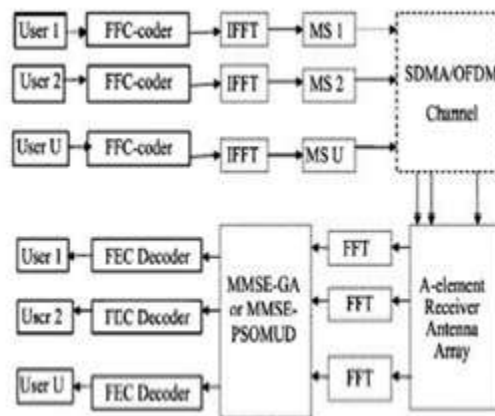 User 1
FFC-coder
IFFT
MS 1
User 2
FFC-coder
IFFT
MS 2
User U
FFC-coder
IFFT
MS U
SDMA/OFDM
Channel
User 1
FEC Decoder
User 2
FEC Decoder
User U
FEC Decoder
MMSE-GA
or MMSE-
PSOMUD
FFT
FFT
FFT
A-element
Receiver
Antenna
Array